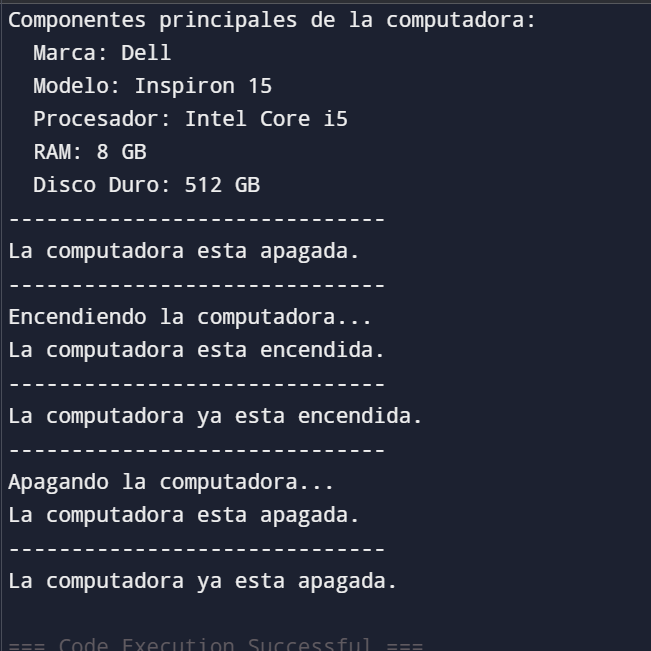 Componentes principales de la computadora:
  Marca: Dell
  Modelo: Inspiron 15
  Procesador: Intel Core i5
  RAM: 8 GB
  Disco Duro: 512 GB
------------------------------
La computadora esta apagada.
------------------------------
Encendiendo la computadora...
La computadora esta encendida.
------------------------------
La computadora ya esta encendida.
------------------------------
Apagando la computadora...
La computadora esta apagada.
------------------------------
La computadora ya esta apagada.
=== Code Execution Successful ===